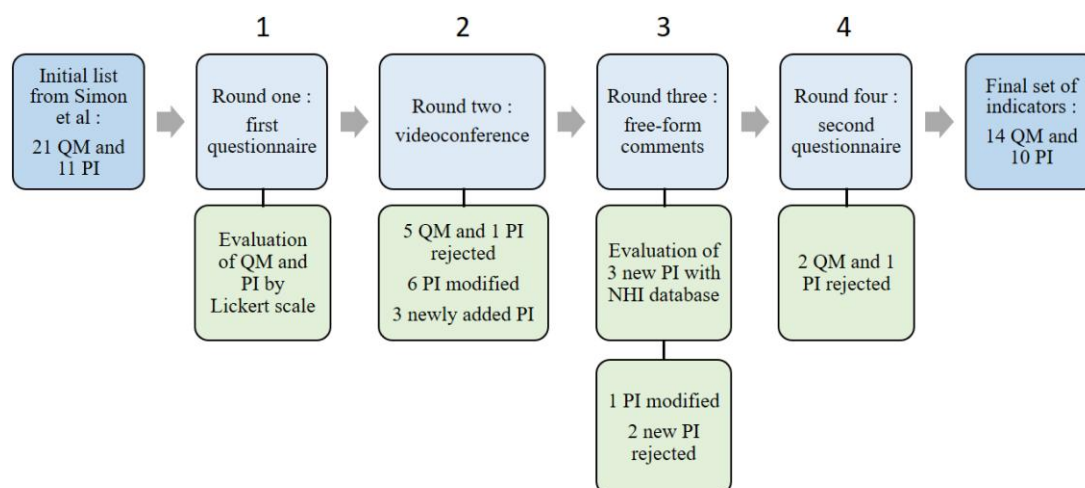 1
2
3
4
Initial list
from Simon
et al :
21 QM and
11 PI
Round one :
first
questionnaire
Round two :
videoconference
Round three :
free-form
comments
Round four :
second
questionnaire
Final set of
indicators :
14 QM and
10 PI
Evaluation
of QM and
PI by
Lickert scale
5 QM and 1 PI
rejected
6 PI modified
3 newly added PI
Evaluation of
3 new PI with
NHI database
2 QM and 1
PI rejected
1 PI modified
2 new PI
rejected